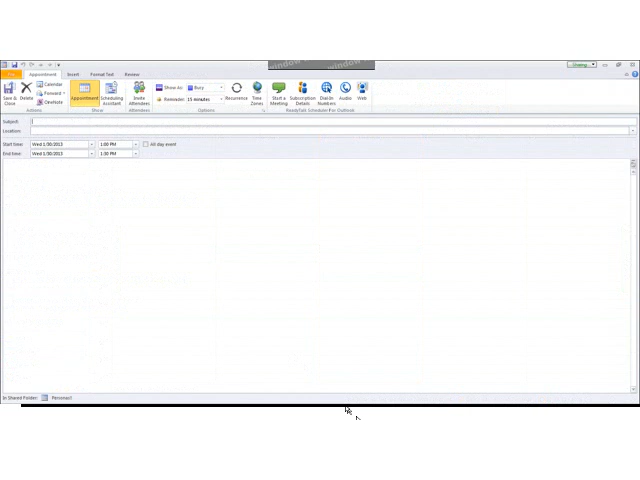 window
window
File Appointment Insert Format Text Review
Save & Close
Delete
Calendar
Forward
OneNote
Actions
Appointment
Scheduling Assistant
Show
Invite Attendees
Attendees
Show As: Busy
Reminder: 15 minutes
Recurrence
Time Zones
Options
Start a Meeting
Subscription Details
Dial-In Numbers
Audio
Web
ReadyTalk Scheduler For Outlook
Subject:
Location:
Start time: Wed 1/30/2013 1:00 PM All day event
End time: Wed 1/30/2013 1:30 PM
In Shared Folder: Personal